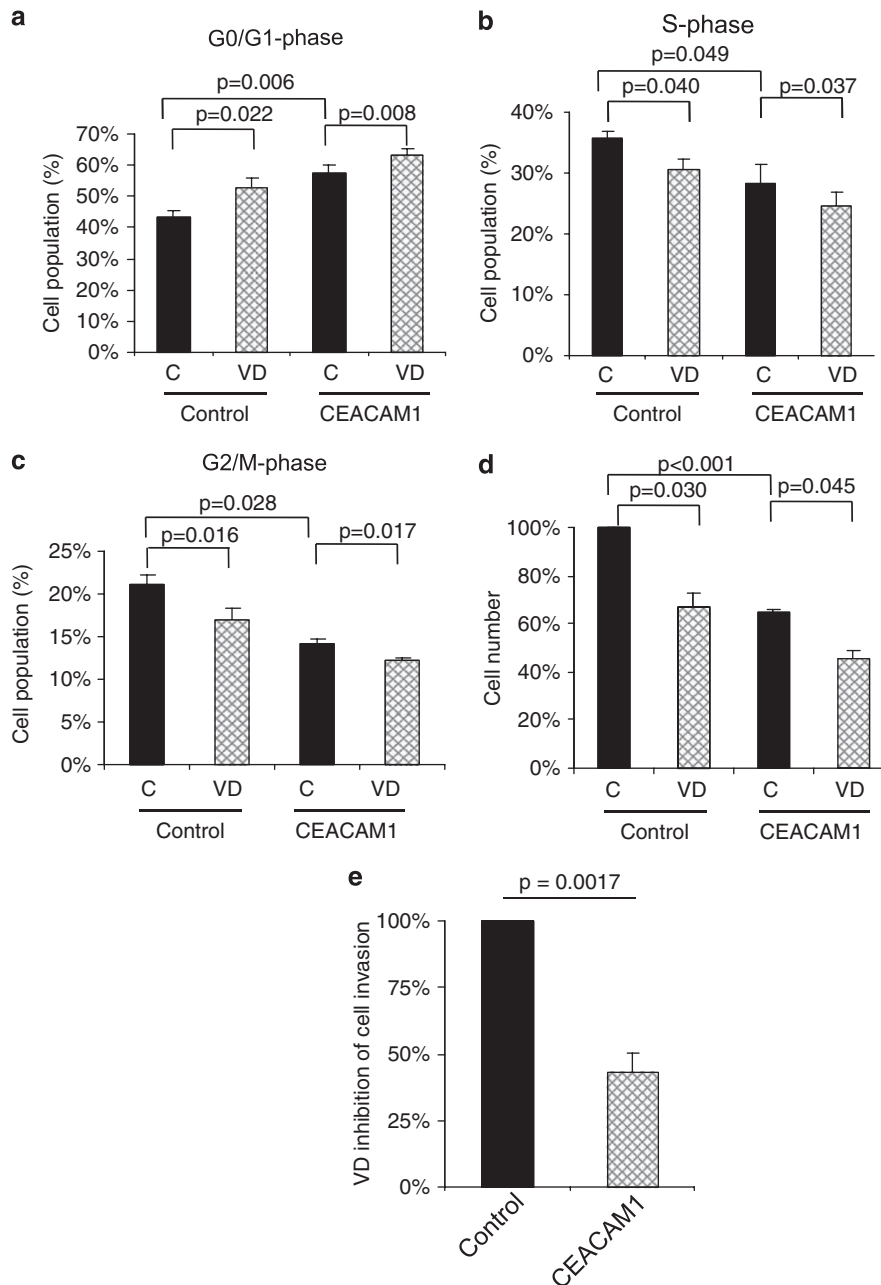 a
G0/G1-phase
p=0.006
p=0.022
p=0.008
70%
60%
50%
40%
30%
20%
10%
0%
Cell population (%)
C VD C VD
Control CEACAM1
b
S-phase
p=0.049
p=0.040
p=0.037
40%
30%
20%
10%
0%
Cell population (%)
C VD C VD
Control CEACAM1
c
G2/M-phase
p=0.028
p=0.016
p=0.017
25%
20%
15%
10%
5%
0%
Cell population (%)
C VD C VD
Control CEACAM1
d
p<0.001
p=0.030
p=0.045
100%
80%
60%
40%
20%
0%
Cell number
C VD C VD
Control CEACAM1
e
p = 0.0017
100%
75%
50%
25%
0%
VD inhibition of cell invasion
Control
CEACAM1